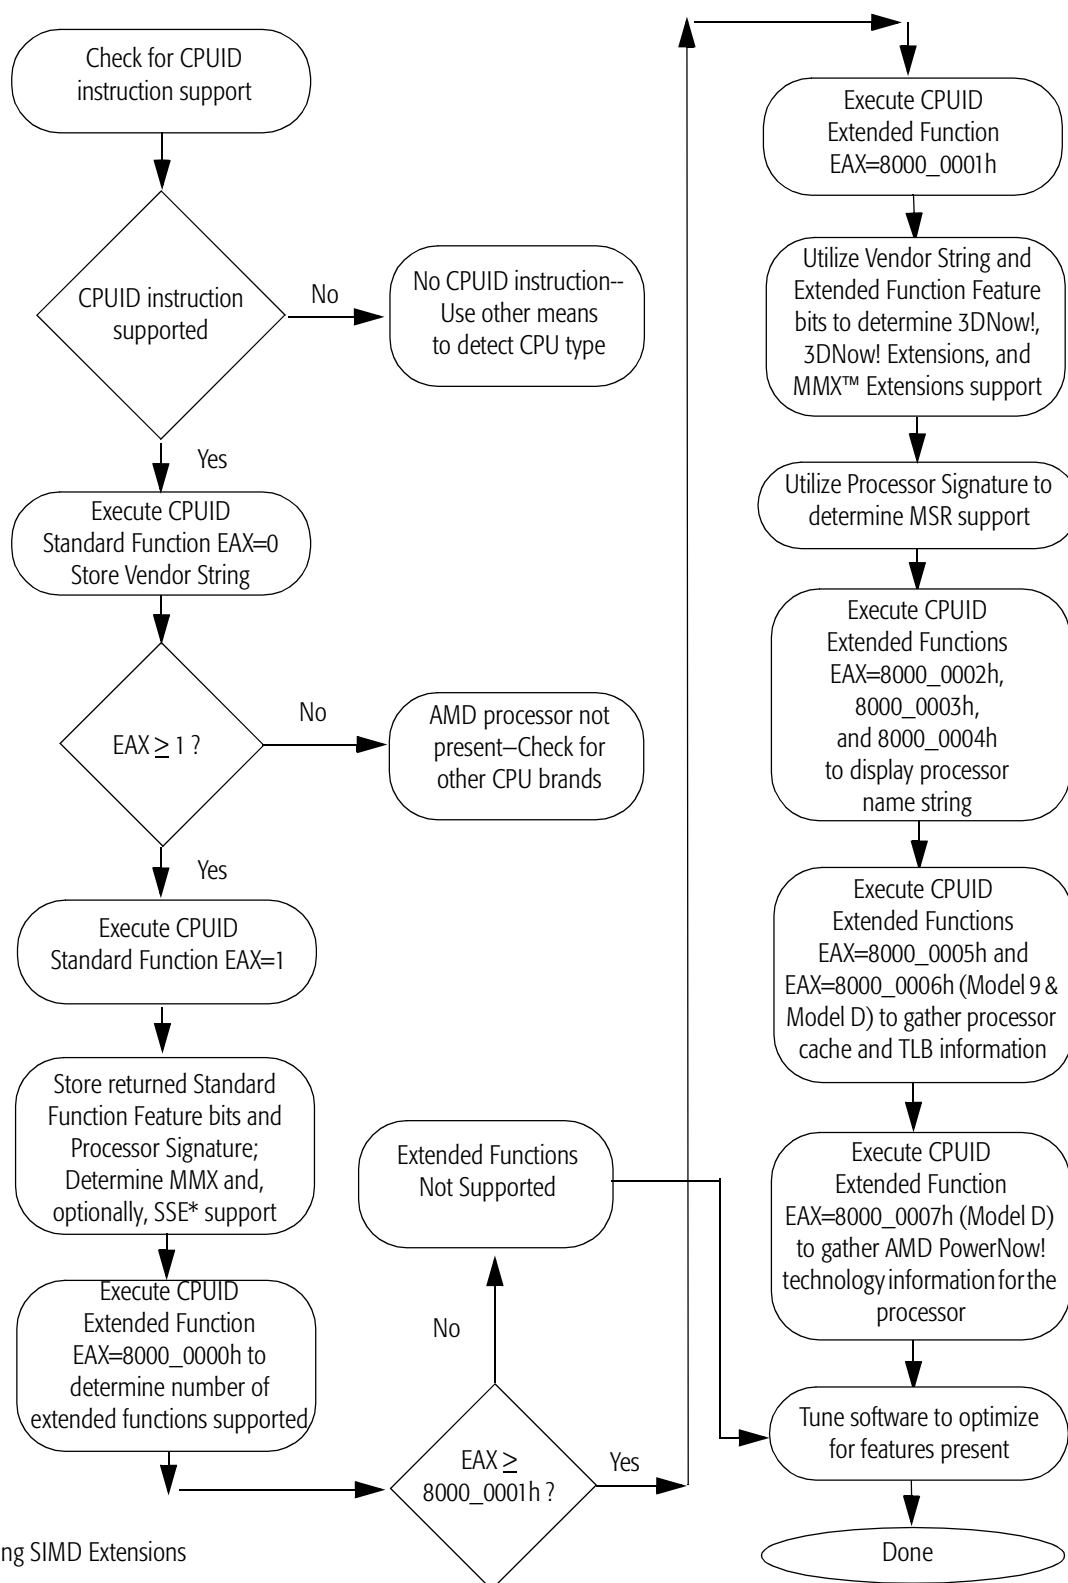 Check for CPUID
instruction support
CPUID instruction
supported
No
No CPUID instruction--
Use other means
to detect CPU type
Yes
Execute CPUID
Standard Function EAX=0
Store Vendor String
EAX ≥ 1 ?
No
AMD processor not
present–Check for
other CPU brands
Yes
Execute CPUID
Standard Function EAX=1
Store returned Standard
Function Feature bits and
Processor Signature;
Determine MMX and,
optionally, SSE* support
Execute CPUID
Extended Function
EAX=8000_0000h to
determine number of
extended functions supported
EAX ≥
8000_0001h ?
No
Extended Functions
Not Supported
Yes
Execute CPUID
Extended Function
EAX=8000_0001h
Utilize Vendor String and
Extended Function Feature
bits to determine 3DNow!,
3DNow! Extensions, and
MMX™ Extensions support
Utilize Processor Signature to
determine MSR support
Execute CPUID
Extended Functions
EAX=8000_0002h,
8000_0003h,
and 8000_0004h
to display processor
name string
Execute CPUID
Extended Functions
EAX=8000_0005h and
EAX=8000_0006h (Model 9 &
Model D) to gather processor
cache and TLB information
Execute CPUID
Extended Function
EAX=8000_0007h (Model D)
to gather AMD PowerNow!
technology information for the
processor
Tune software to optimize
for features present
Done
ng SIMD Extensions